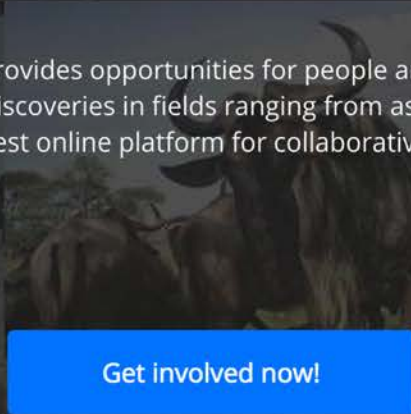 rovides opportunities for people a
iscoveries in fields ranging from as
est online platform for collaborativ
Get involved now!